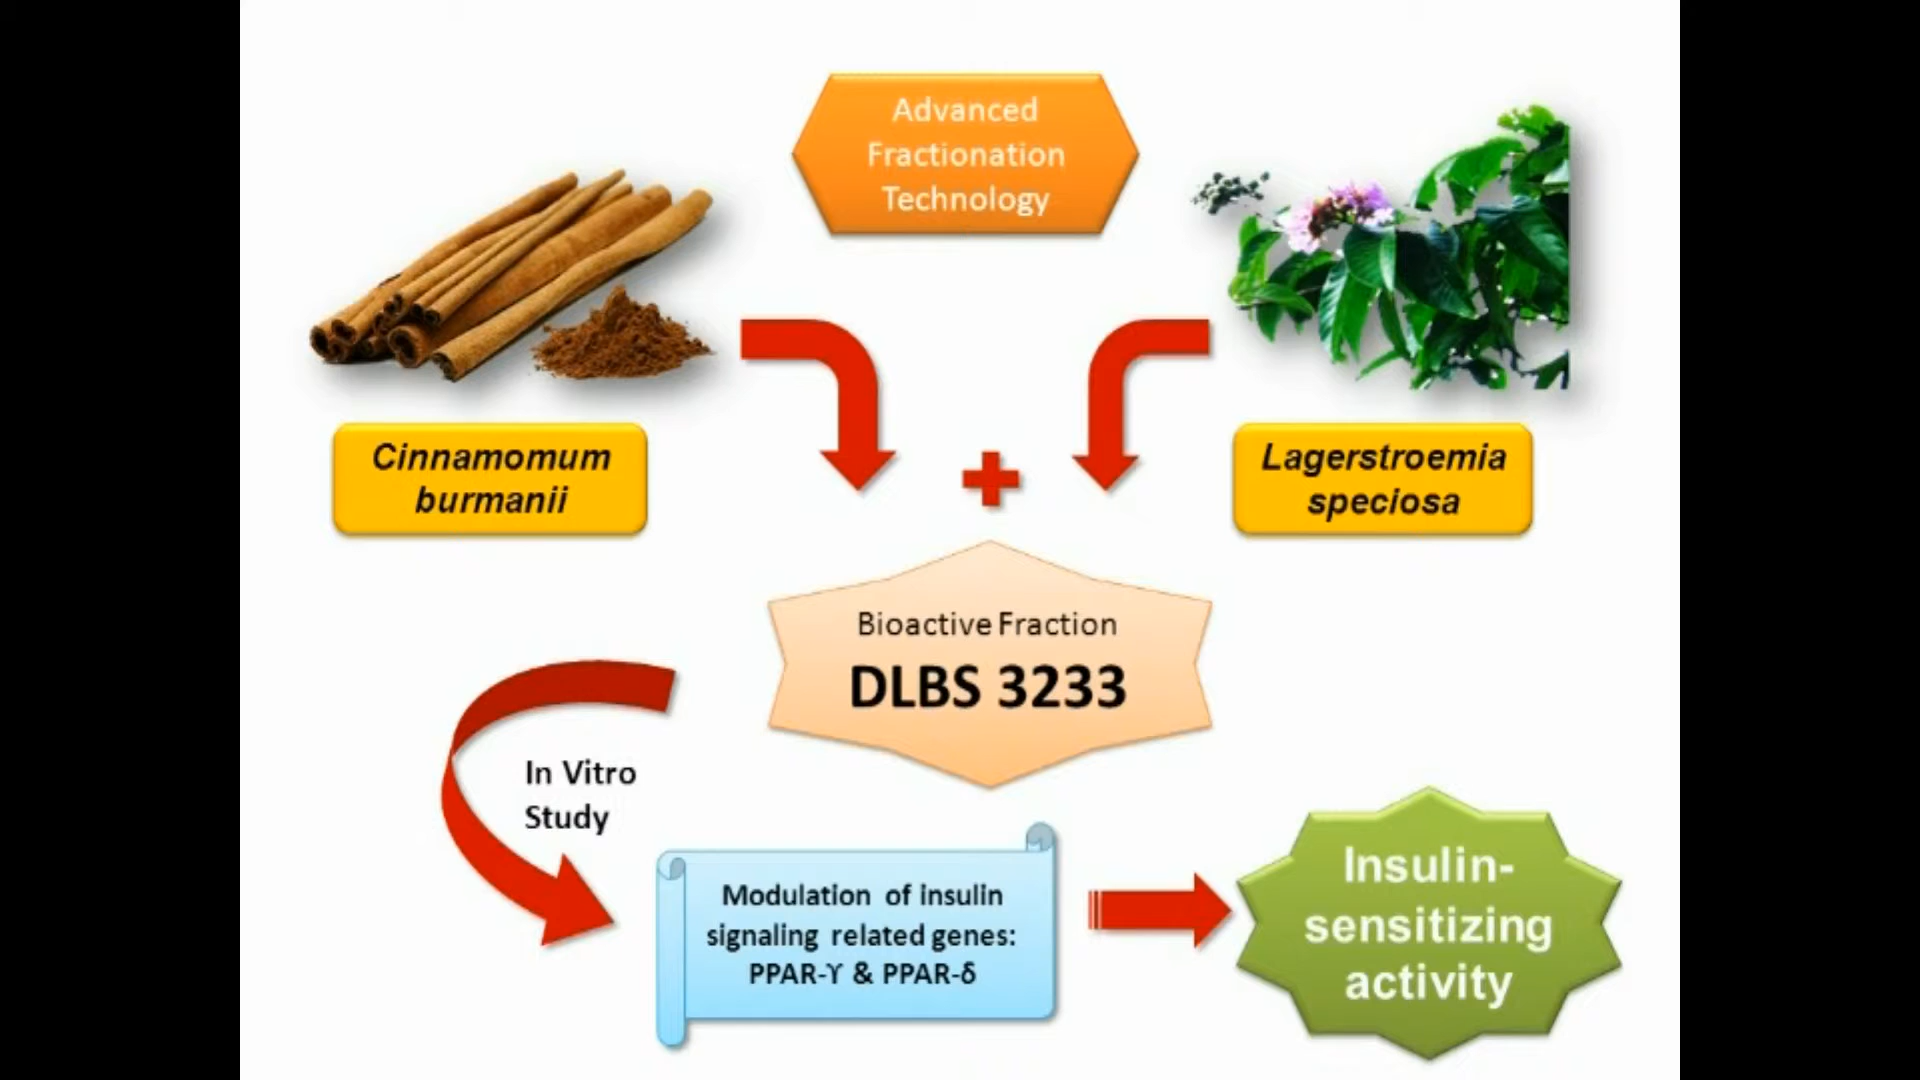 Advanced
Fractionation
Technology
Cinnamomum
burmanii
Lagerstroemia
speciosa
Bioactive Fraction
DLBS 3233
In Vitro
Study
Modulation of insulin
signaling related genes:
PPAR-ϒ & PPAR-δ
Insulin-
sensitizing
activity